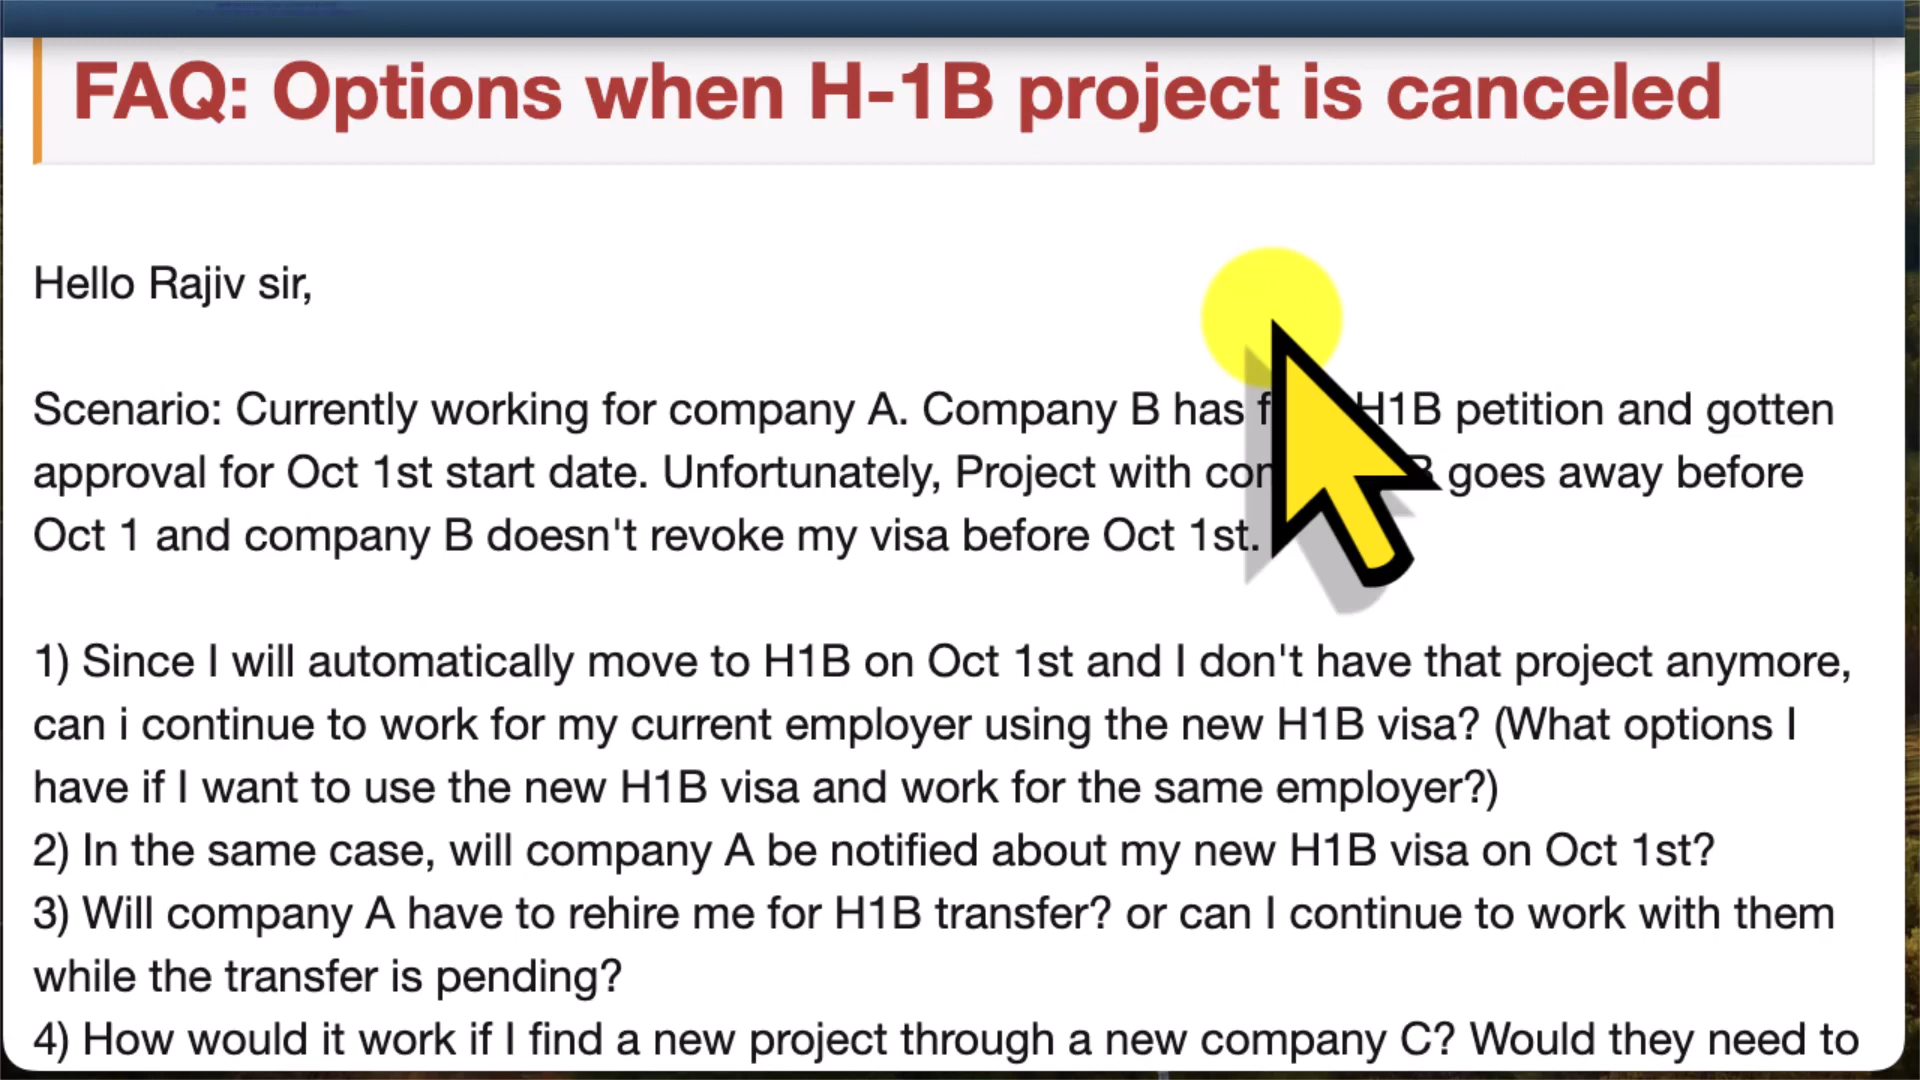 FAQ: Options when H-1B project is canceled
Hello Rajiv sir,
Scenario: Currently working for company A. Company B has H1B petition and gotten
approval for Oct 1st start date. Unfortunately, Project with goes away before
Oct 1 and company B doesn't revoke my visa before Oct 1st.
1) Since I will automatically move to H1B on Oct 1st and I don't have that project anymore,
can i continue to work for my current employer using the new H1B visa? (What options I
have if I want to use the new H1B visa and work for the same employer?)
2) In the same case, will company A be notified about my new H1B visa on Oct 1st?
3) Will company A have to rehire me for H1B transfer? or can I continue to work with them
while the transfer is pending?
4) How would it work if I find a new project through a new company C? Would they need to